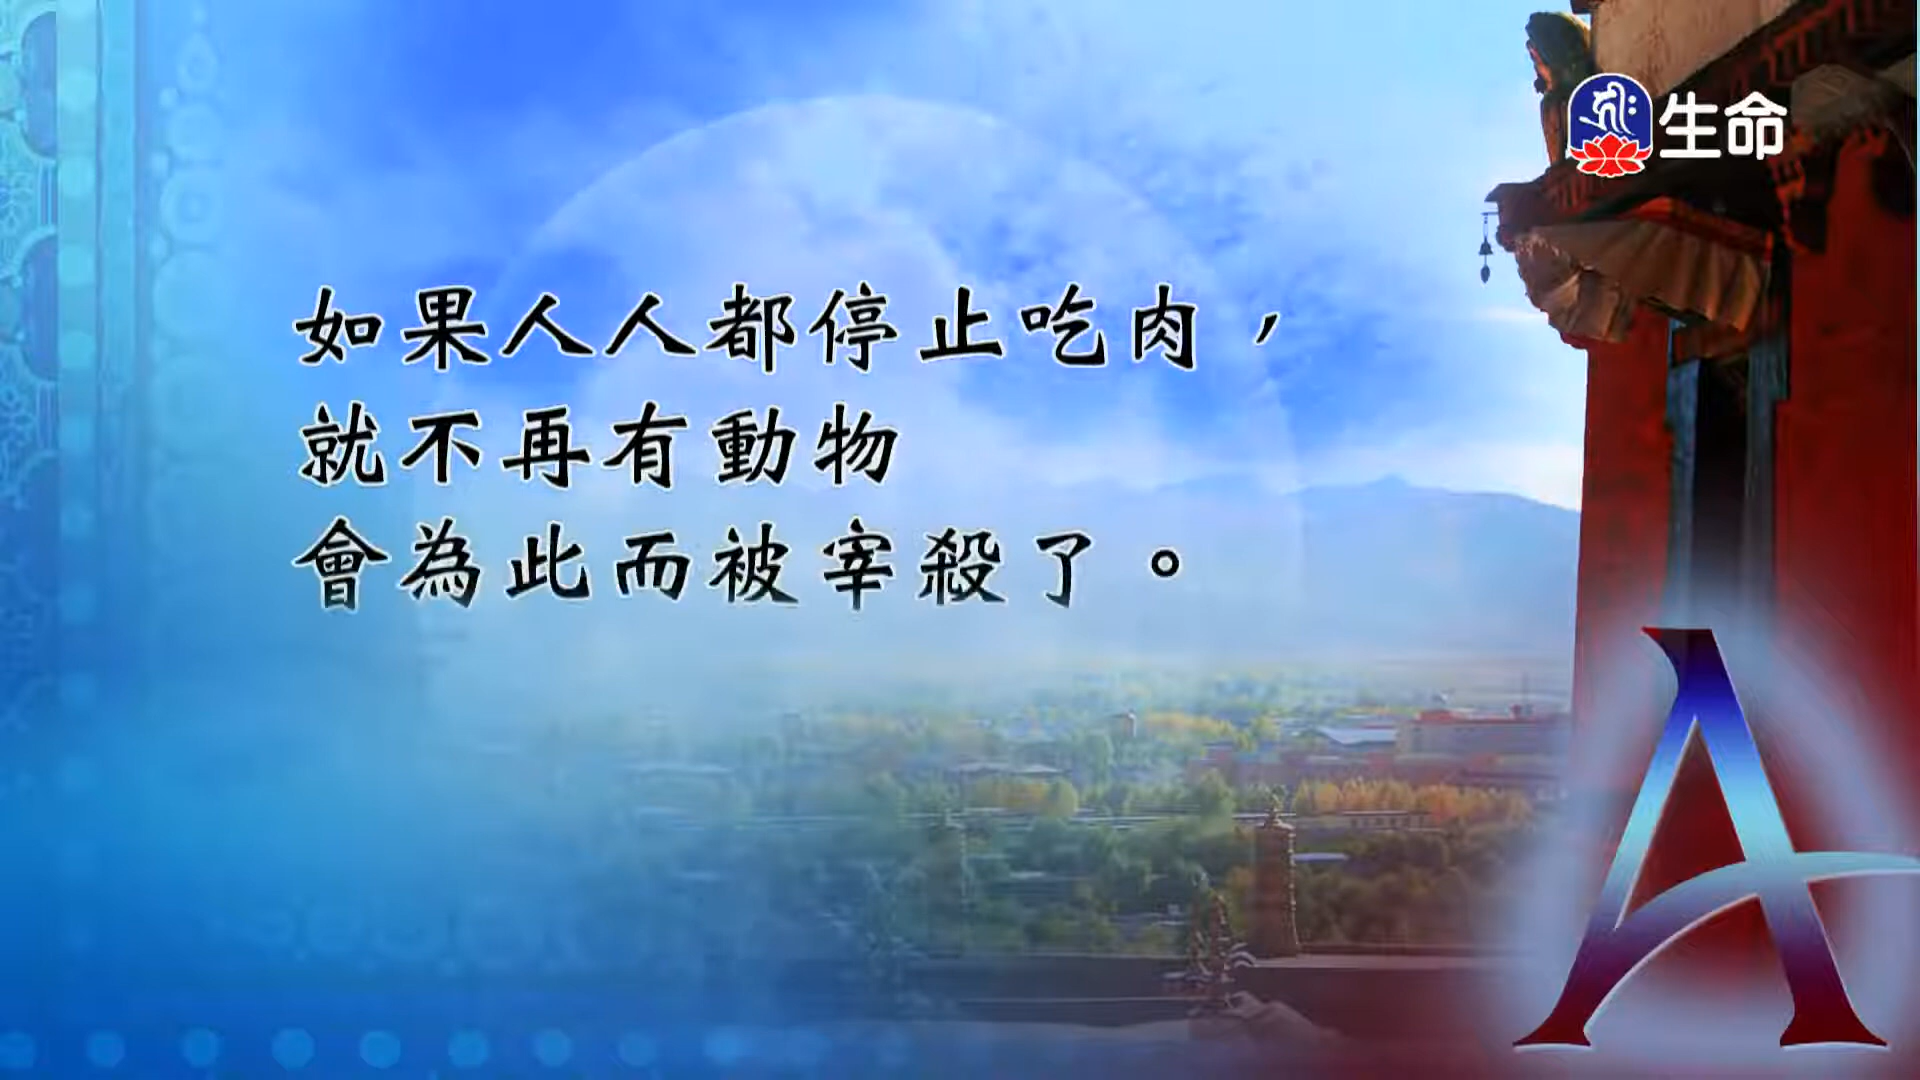 生命
如果人人都停止吃肉，
就不再有動物
會為此而被宰殺了。
A